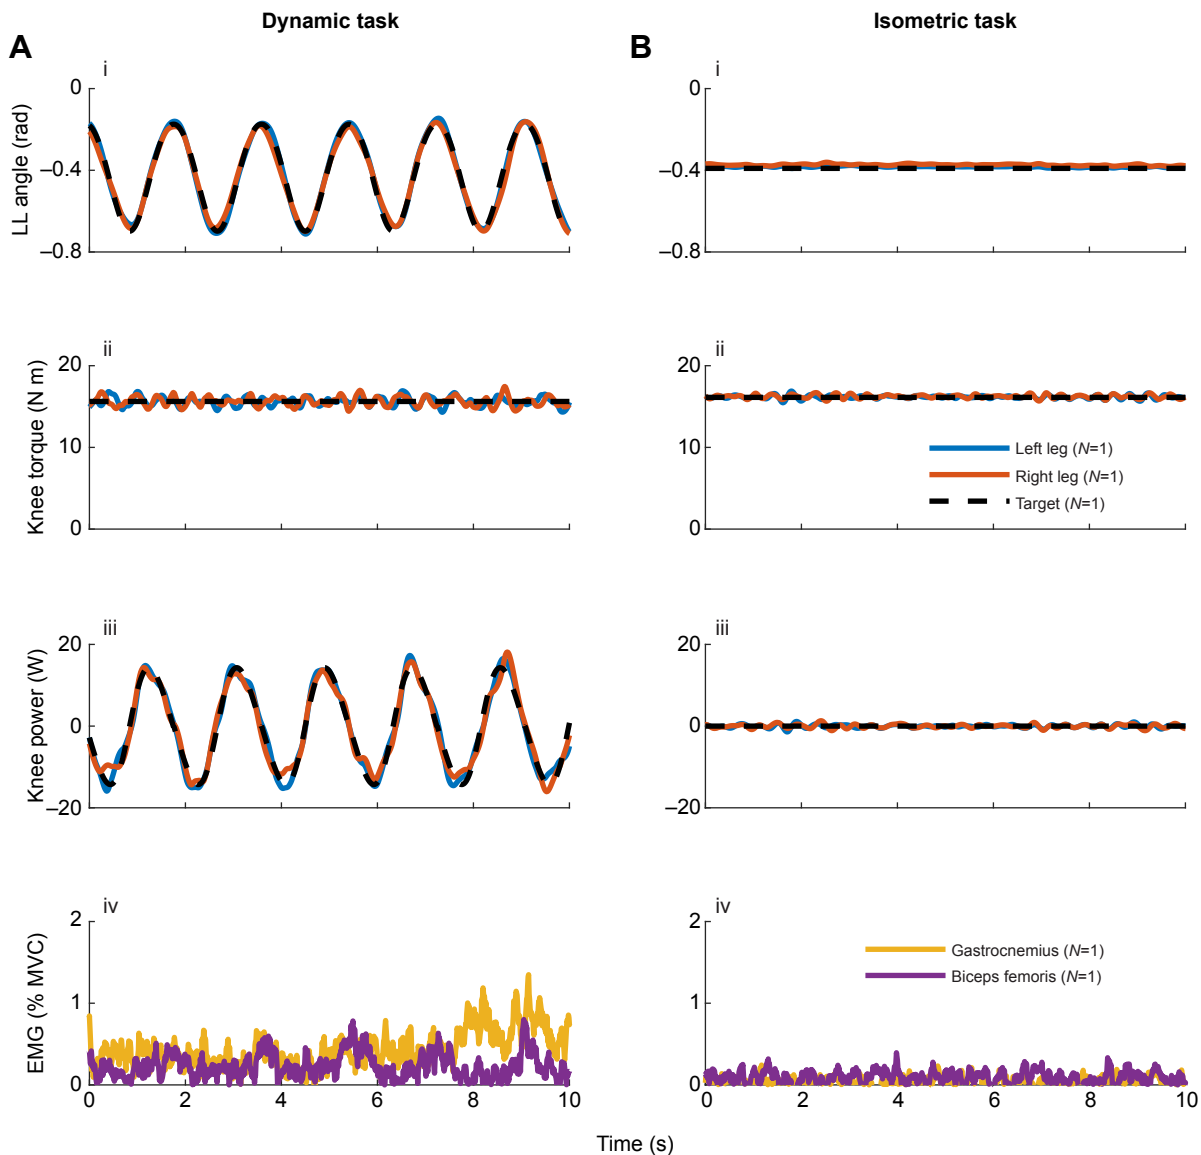 Dynamic task
Isometric task
A
B
i
i
LL angle (rad)
0
–0.4
–0.8
0
–0.4
–0.8
ii
ii
Knee torque (N m)
20
10
0
20
10
0
Left leg (N=1)
Right leg (N=1)
Target (N=1)
iii
iii
Knee power (W)
20
0
–20
20
0
–20
iv
iv
EMG (% MVC)
2
1
0
2
1
0
Gastrocnemius (N=1)
Biceps femoris (N=1)
0 2 4 6 8 10
0 2 4 6 8 10
Time (s)